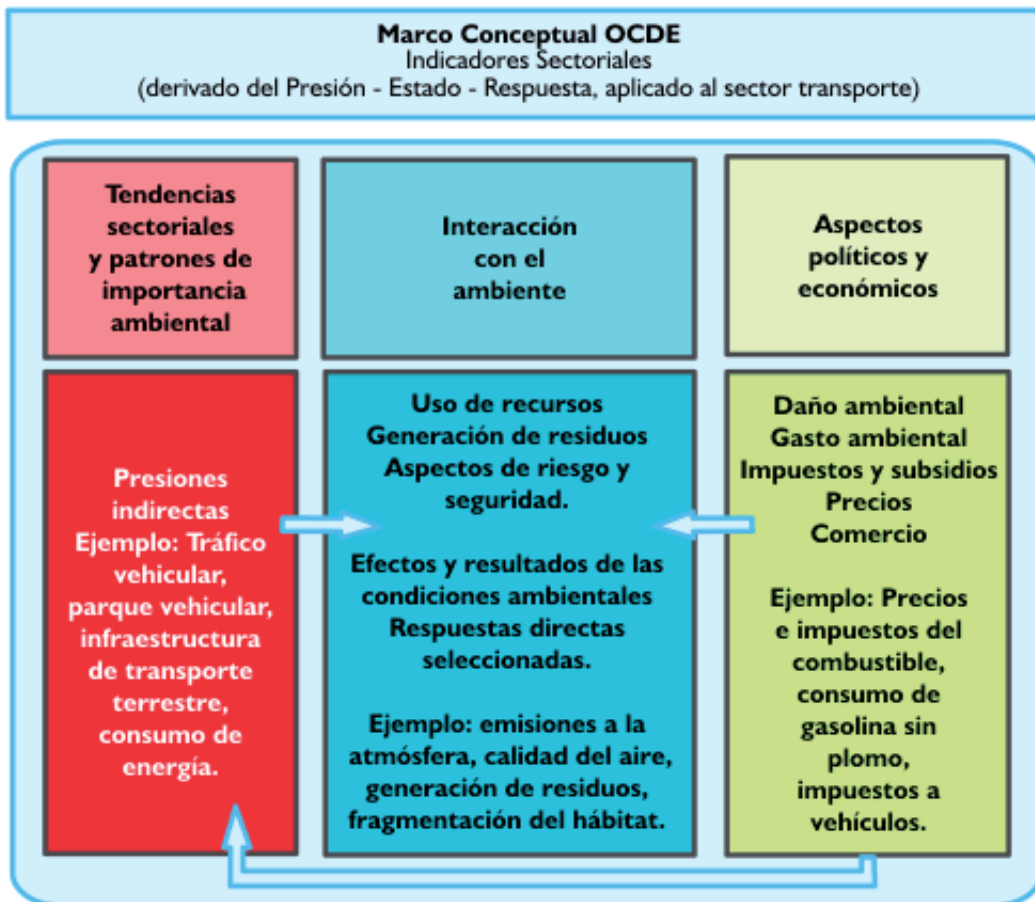 Marco Conceptual OCDE
Indicadores Sectoriales
(derivado del Presión - Estado - Respuesta, aplicado al sector transporte)
Tendencias
sectoriales
y patrones de
importancia
ambiental
Interacción
con el
ambiente
Aspectos
políticos y
económicos
Presiones
indirectas
Ejemplo: Tráfico
vehicular,
parque vehicular,
infraestructura
de transporte
terrestre,
consumo de
energía.
Uso de recursos
Generación de residuos
Aspectos de riesgo y
seguridad.
Efectos y resultados de las
condiciones ambientales
Respuestas directas
seleccionadas.
Ejemplo: emisiones a la
atmósfera, calidad del aire,
generación de residuos,
fragmentación del hábitat.
Daño ambiental
Gasto ambiental
Impuestos y subsidios
Precios
Comercio
Ejemplo: Precios
e impuestos del
combustible,
consumo de
gasolina sin
plomo,
impuestos a
vehículos.